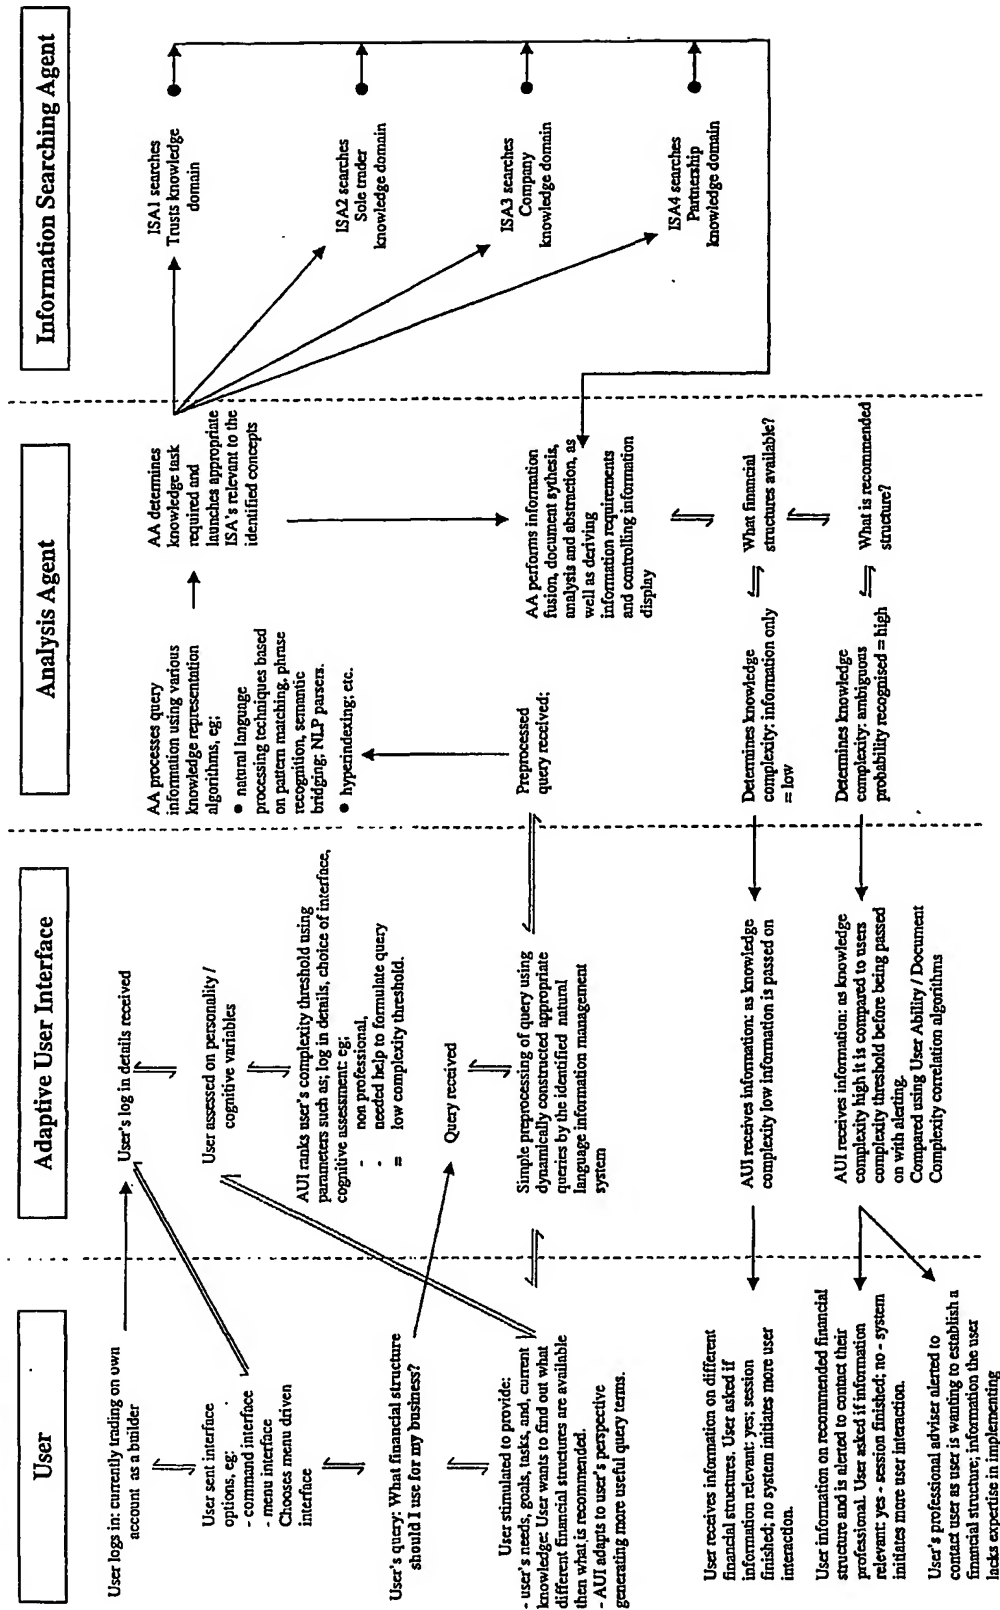 User
Adaptive User Interface
Analysis Agent
Information Searching Agent
User logs in: currently trading on own
account as a builder
User sent interface
options, eg:
- command interface
- menu interface
Chooses menu driven
interface
User's query: What financial structure
should I use for my business?
User stimulated to provide:
- user's needs, goals, tasks, and, current
knowledge: User wants to find out what
different financial structures are available
then what is recommended.
- AUI adapts to user's perspective
generating more useful query terms.
User receives information on different
financial structures. User asked if
information relevant: yes; session
finished; no system initiates more user
interaction.
User information on recommended financial
structure and is alerted to contact their
professional. User asked if information
relevant: yes - session finished; no - system
initiates more user interaction.
User's professional adviser alerted to
contact user as user is wanting to establish a
financial structure; information the user
lacks expertise in implementing
User's log in details received
User assessed on personality /
cognitive variables
AUI ranks user's complexity threshold using
parameters such as; log in details, choice of interface,
cognitive assessment: eg;
- non professional,
- needed help to formulate query
= low complexity threshold.
Query received
Simple preprocessing of query using
dynamically constructed appropriate
queries by the identified natural
language information management
system
AUI receives information: as knowledge
complexity low information is passed on
AUI receives information: as knowledge
complexity high it is compared to users
complexity threshold before being passed
on with alerting.
Compared using User Ability / Document
Complexity correlation algorithms
AA processes query
information using various
knowledge representation
algorithms, eg;
● natural language
processing techniques based
on pattern matching, phrase
recognition, semantic
bridging; NLP parsers.
● hyperindexing; etc.
Preprocessed
query received;
Determines knowledge
complexity: information only
= low
Determines knowledge
complexity: ambiguous
probability recognised = high
AA determines
knowledge task
required and
launches appropriate
ISA's relevant to the
identified concepts
AA performs information
fusion, document sythesis,
analysis and abstraction, as
well as deriving
information requirements
and controlling information
display
What financial
structures available?
What is recommended
structure?
ISA1 searches
Trusts knowledge
domain
ISA2 searches
Sole trader
knowledge domain
ISA3 searches
Company
knowledge domain
ISA4 searches
Partnership
knowledge domain